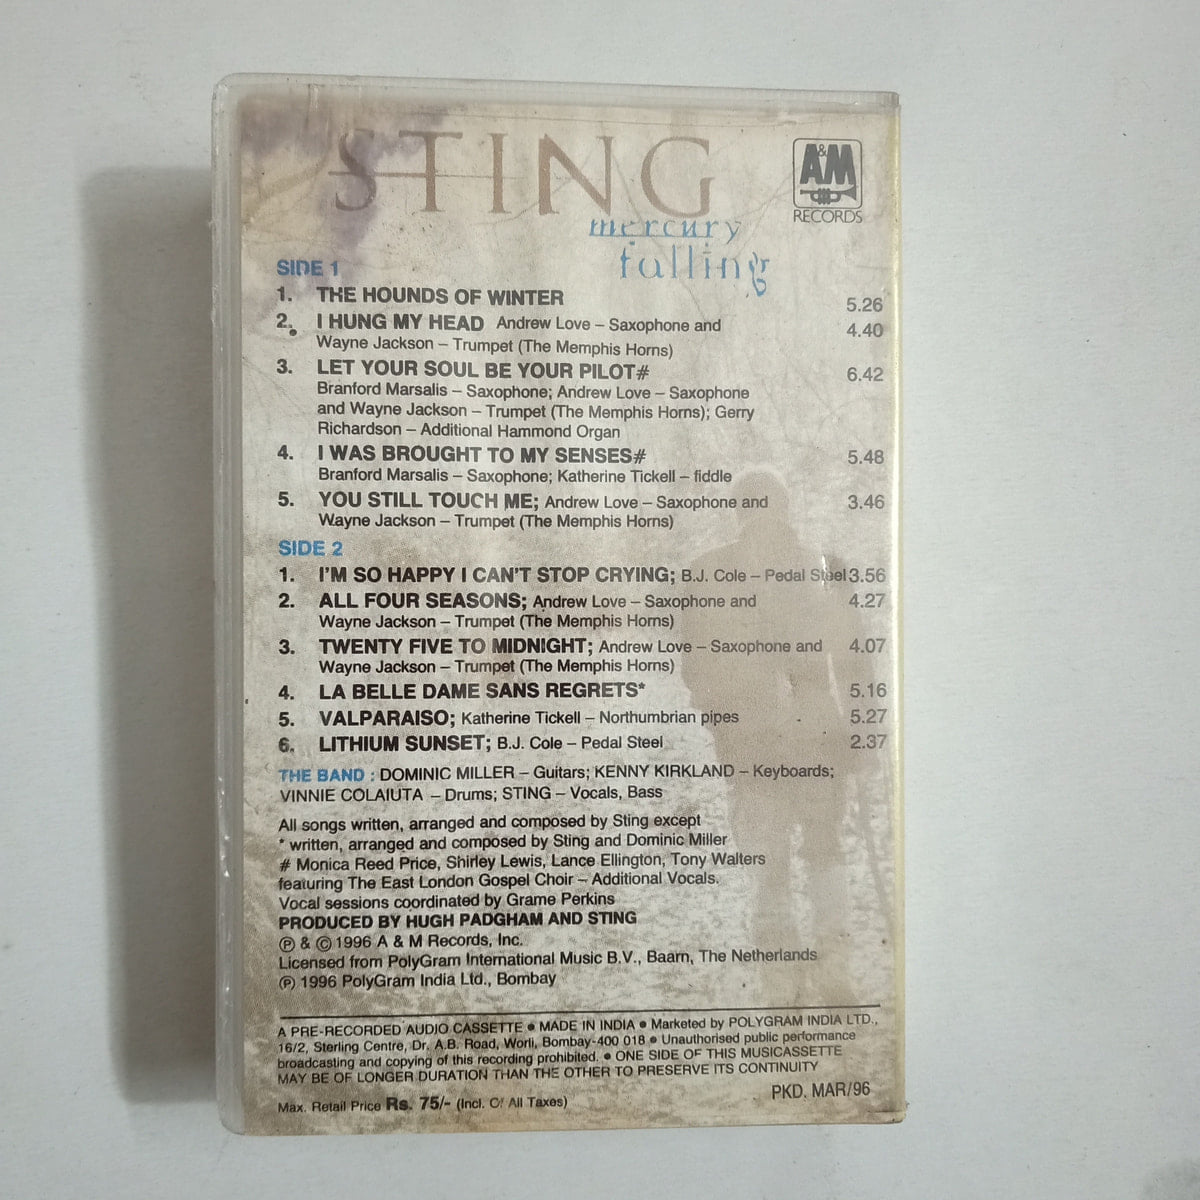 STING
A&M
RECORDS
mercury
falling
SIDE 1
1. THE HOUNDS OF WINTER 5.26
2. I HUNG MY HEAD Andrew Love – Saxophone and 4.40
Wayne Jackson – Trumpet (The Memphis Horns)
3. LET YOUR SOUL BE YOUR PILOT# 6.42
Branford Marsalis – Saxophone; Andrew Love – Saxophone
and Wayne Jackson – Trumpet (The Memphis Horns); Gerry
Richardson – Additional Hammond Organ
4. I WAS BROUGHT TO MY SENSES# 5.48
Branford Marsalis – Saxophone; Katherine Tickell – fiddle
5. YOU STILL TOUCH ME; Andrew Love – Saxophone and 3.46
Wayne Jackson – Trumpet (The Memphis Horns)
SIDE 2
1. I'M SO HAPPY I CAN'T STOP CRYING; B.J. Cole – Pedal Steel 3.56
2. ALL FOUR SEASONS; Andrew Love – Saxophone and 4.27
Wayne Jackson – Trumpet (The Memphis Horns)
3. TWENTY FIVE TO MIDNIGHT; Andrew Love – Saxophone and 4.07
Wayne Jackson – Trumpet (The Memphis Horns)
4. LA BELLE DAME SANS REGRETS* 5.16
5. VALPARAISO; Katherine Tickell – Northumbrian pipes 5.27
6. LITHIUM SUNSET; B.J. Cole – Pedal Steel 2.37
THE BAND : DOMINIC MILLER – Guitars; KENNY KIRKLAND – Keyboards;
VINNIE COLAIUTA – Drums; STING – Vocals, Bass
All songs written, arranged and composed by Sting except
* written, arranged and composed by Sting and Dominic Miller
# Monica Reed Price, Shirley Lewis, Lance Ellington, Tony Walters
featuring The East London Gospel Choir – Additional Vocals.
Vocal sessions coordinated by Grame Perkins
PRODUCED BY HUGH PADGHAM AND STING
℗ & © 1996 A & M Records, Inc.
Licensed from PolyGram International Music B.V., Baarn, The Netherlands
℗ 1996 PolyGram India Ltd., Bombay
A PRE-RECORDED AUDIO CASSETTE ● MADE IN INDIA ● Marketed by POLYGRAM INDIA LTD.,
16/2, Sterling Centre, Dr. A.B. Road, Worli, Bombay-400 018 ● Unauthorised public performance
broadcasting and copying of this recording prohibited. ● ONE SIDE OF THIS MUSICASSETTE
MAY BE OF LONGER DURATION THAN THE OTHER TO PRESERVE ITS CONTINUITY
PKD. MAR/96
Max. Retail Price Rs. 75/- (Incl. Of All Taxes)